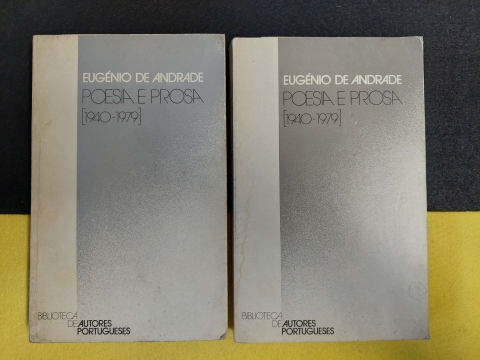 EUGÉNIO DE ANDRADE
POESIA E PROSA
[1940-1979]
BIBLIOTECA
DE AUTORES
PORTUGUESES
EUGÉNIO DE ANDRADE
POESIA E PROSA
[1940-1979]
BIBLIOTECA
DE AUTORES
PORTUGUESES